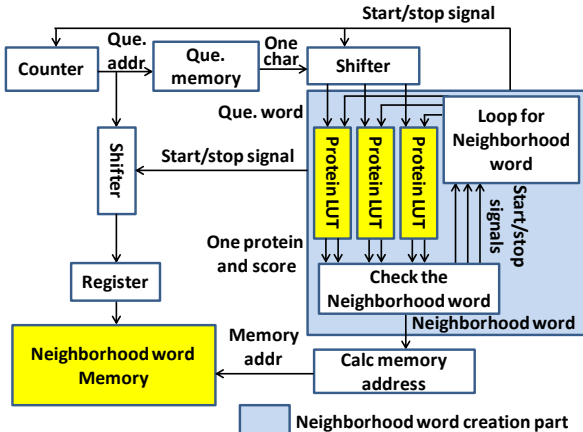 Start/stop signal
Counter
Que.
addr
Que.
memory
One
char
Shifter
Que. word
Loop for
Neighborhood
word
Shifter
Start/stop signal
Protein LUT
Protein LUT
Protein LUT
Start/stop
signals
One protein
and score
Register
Check the
Neighborhood word
Neighborhood word
Neighborhood word
Memory
Memory
addr
Calc memory
address
Neighborhood word creation part